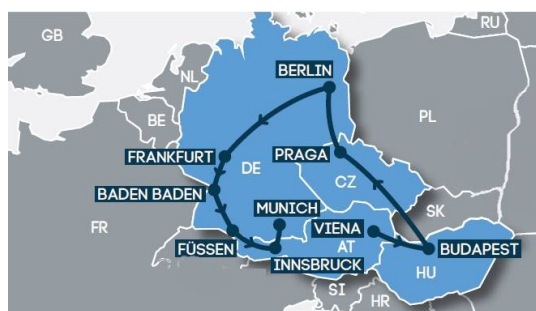 GB
RU
NL
BERLIN
BE
PL
FRANKFURT
DE
PRAGA
CZ
BADEN BADEN
MUNICH
SK
FR
FÜSSEN
VIENA
AT
BUDAPEST
INNSBRUCK
HU
SI
HR